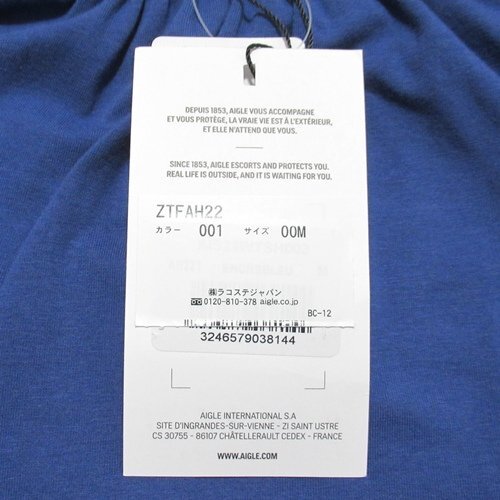 DEPUIS 1853, AIGLE VOUS ACCOMPAGNE
ET VOUS PROTÈGE, LA VRAIE VIE EST À L'EXTÉRIEUR,
ET ELLE N'ATTEND QUE VOUS.
SINCE 1853, AIGLE ESCORTS AND PROTECTS YOU.
REAL LIFE IS OUTSIDE, AND IT IS WAITING FOR YOU.
ZTFAH22
カラー 001 サイズ 00M
㈱ラコステジャパン
0120-810-378 aigle.co.jp
BC-12
3246579038144
AIGLE INTERNATIONAL S.A
SITE D'INGRANDES-SUR-VIENNE - ZI SAINT USTRE
CS 30755 - 86107 CHÂTELLERAULT CEDEX - FRANCE
WWW.AIGLE.COM